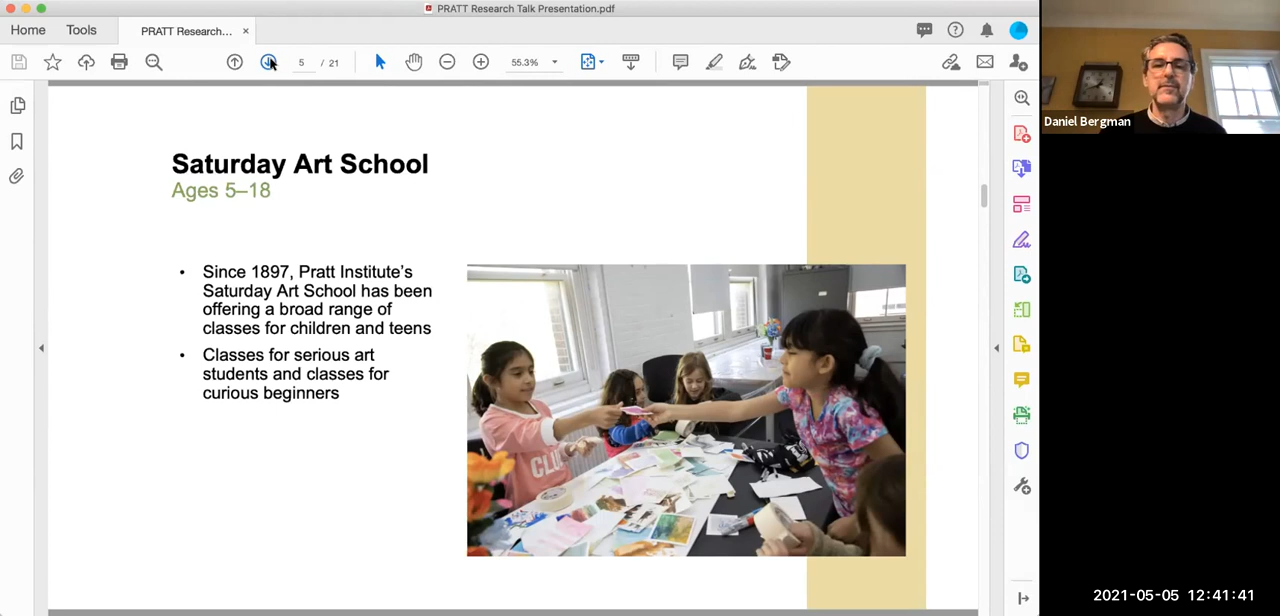 PRATT Research Talk Presentation.pdf
Home
Tools
PRATT Research...
5 / 21
55.3%
Daniel Bergman
Saturday Art School
Ages 5–18
• Since 1897, Pratt Institute’s
Saturday Art School has been
offering a broad range of
classes for children and teens
• Classes for serious art
students and classes for
curious beginners
CLU
2021-05-05 12:41:41